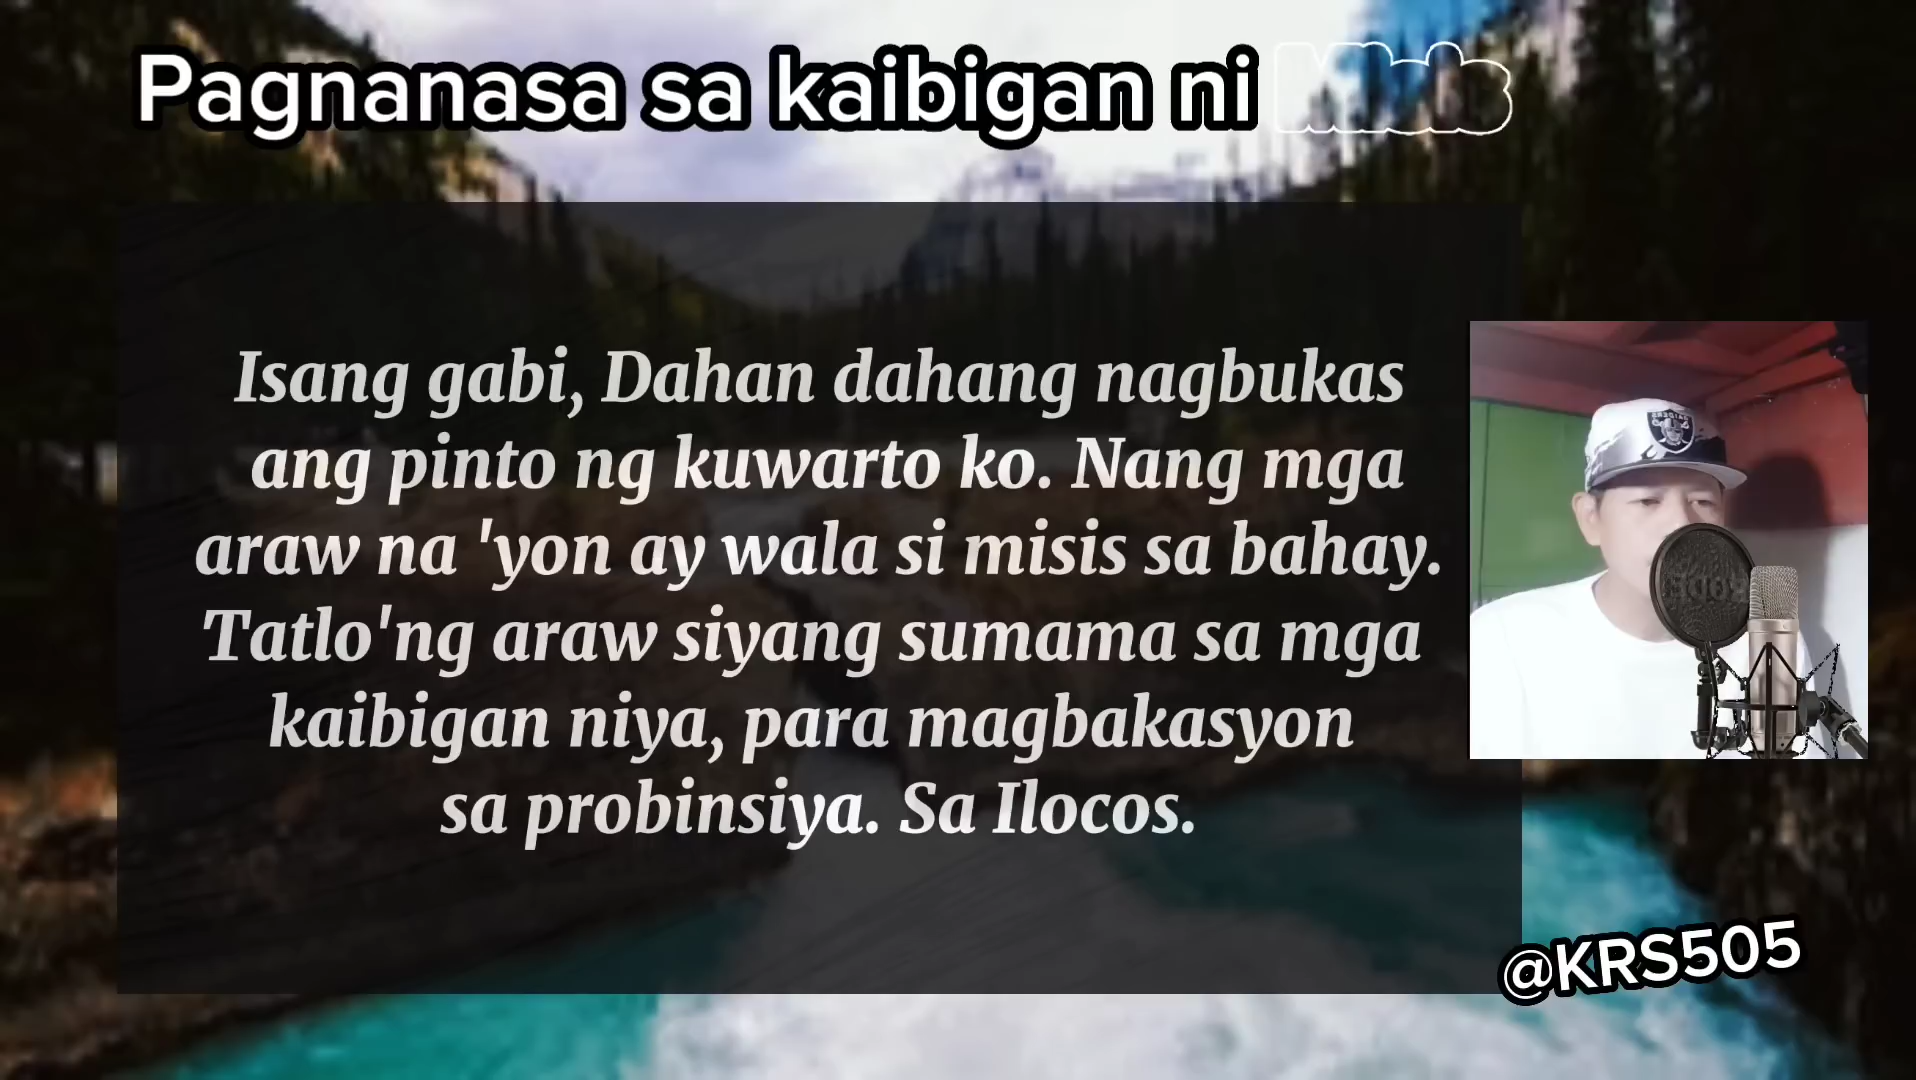 Pagnanasa sa kaibigan ni
Isang gabi, Dahan dahang nagbukas
ang pinto ng kuwarto ko. Nang mga
araw na 'yon ay wala si misis sa bahay.
Tatlo'ng araw siyang sumama sa mga
kaibigan niya, para magbakasyon
sa probinsiya. Sa Ilocos.
RODE
@KRS505